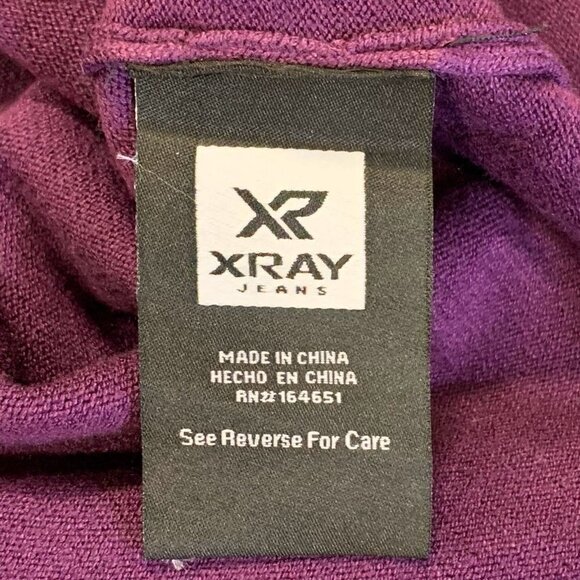 XR
XRAY
JEANS
MADE IN CHINA
HECHO EN CHINA
RN#164651
See Reverse For Care